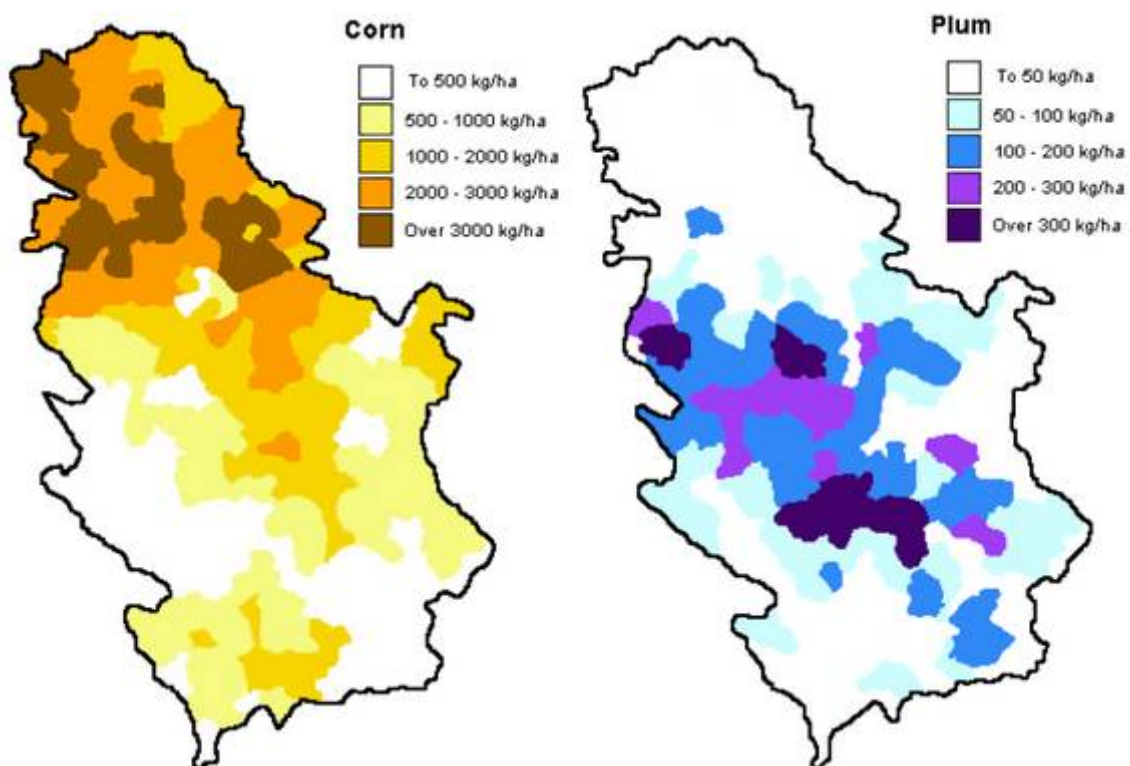 Corn
To 500 kg/ha
500 - 1000 kg/ha
1000 - 2000 kg/ha
2000 - 3000 kg/ha
Over 3000 kg/ha
Plum
To 50 kg/ha
50 - 100 kg/ha
100 - 200 kg/ha
200 - 300 kg/ha
Over 300 kg/ha